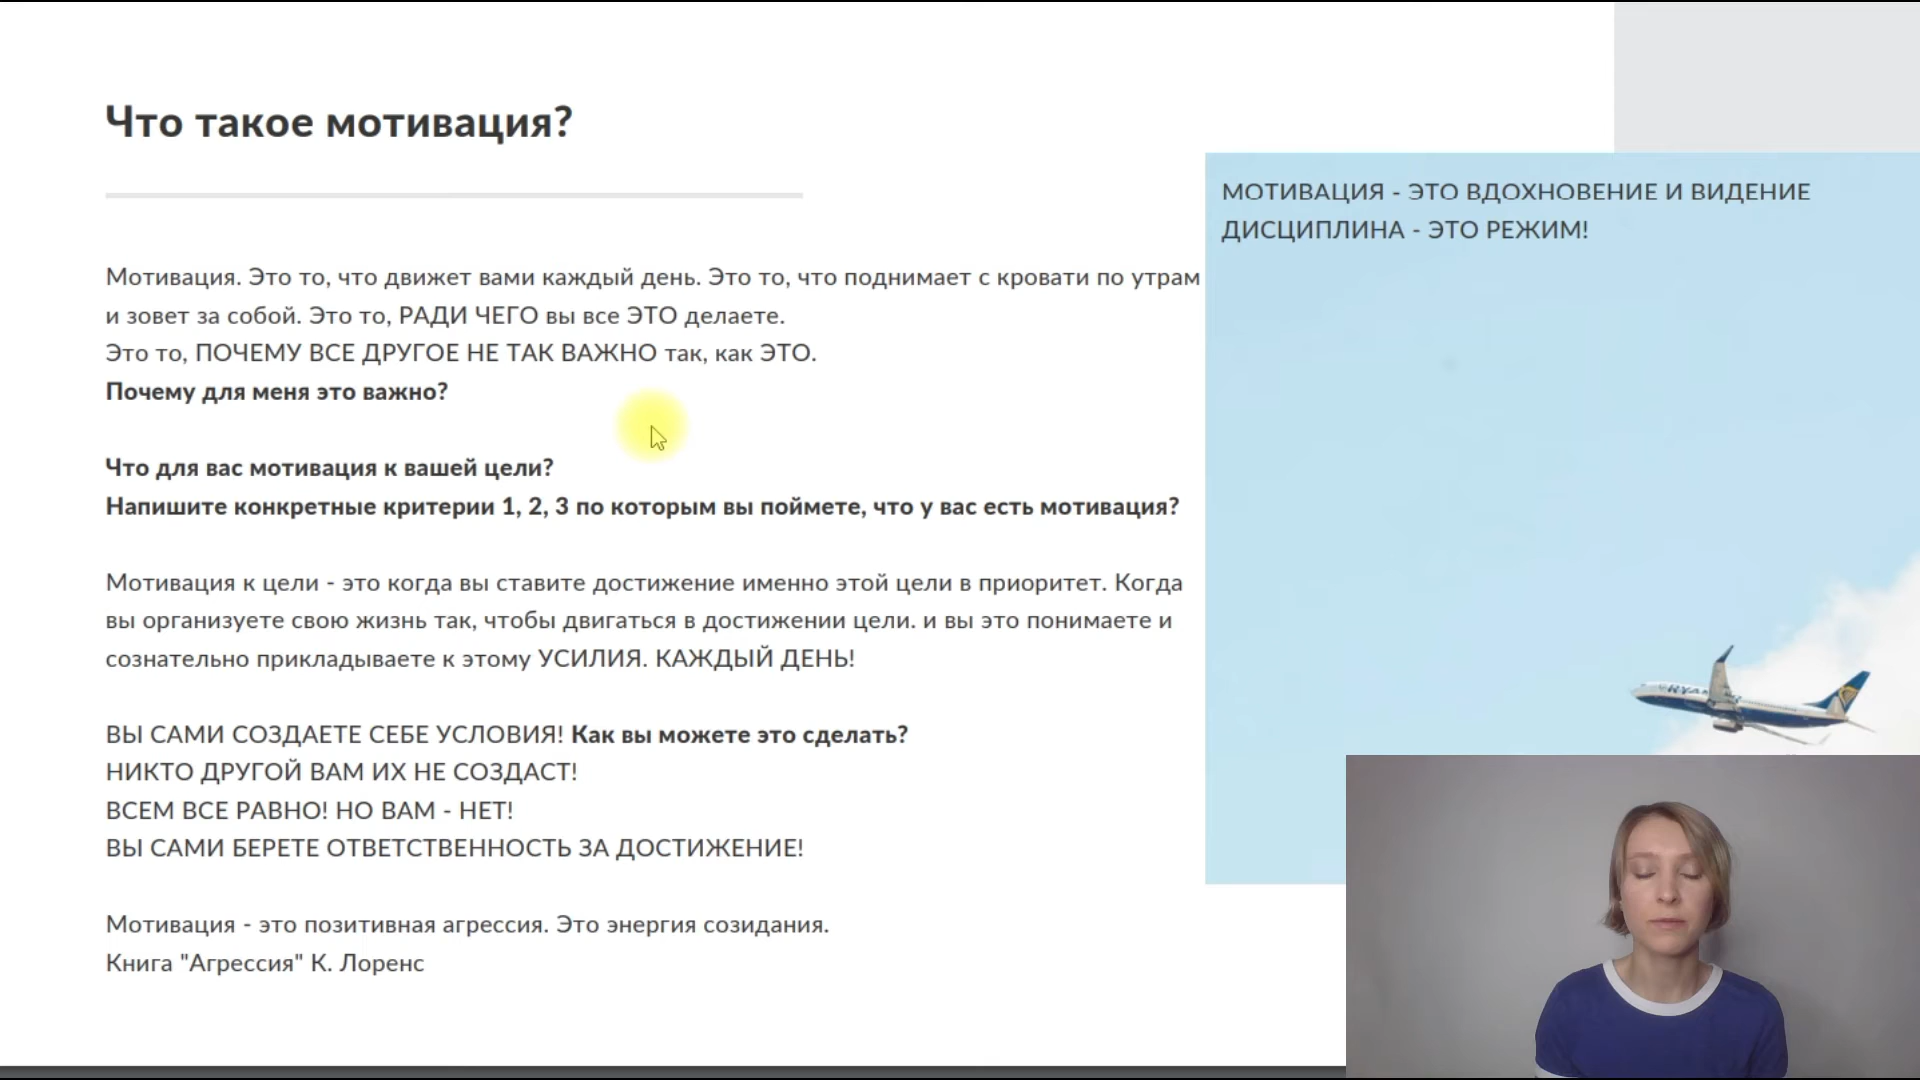 Что такое мотивация?
МОТИВАЦИЯ - ЭТО ВДОХНОВЕНИЕ И ВИДЕНИЕ
ДИСЦИПЛИНА - ЭТО РЕЖИМ!
Мотивация. Это то, что движет вами каждый день. Это то, что поднимает с кровати по утрам
и зовет за собой. Это то, РАДИ ЧЕГО вы все ЭТО делаете.
Это то, ПОЧЕМУ ВСЕ ДРУГОЕ НЕ ТАК ВАЖНО так, как ЭТО.
Почему для меня это важно?
Что для вас мотивация к вашей цели?
Напишите конкретные критерии 1, 2, 3 по которым вы поймете, что у вас есть мотивация?
Мотивация к цели - это когда вы ставите достижение именно этой цели в приоритет. Когда
вы организуете свою жизнь так, чтобы двигаться в достижении цели. и вы это понимаете и
сознательно прикладываете к этому УСИЛИЯ. КАЖДЫЙ ДЕНЬ!
ВЫ САМИ СОЗДАЕТЕ СЕБЕ УСЛОВИЯ! Как вы можете это сделать?
НИКТО ДРУГОЙ ВАМ ИХ НЕ СОЗДАСТ!
ВСЕМ ВСЕ РАВНО! НО ВАМ - НЕТ!
ВЫ САМИ БЕРЕТЕ ОТВЕТСТВЕННОСТЬ ЗА ДОСТИЖЕНИЕ!
Мотивация - это позитивная агрессия. Это энергия созидания.
Книга "Агрессия" К. Лоренс